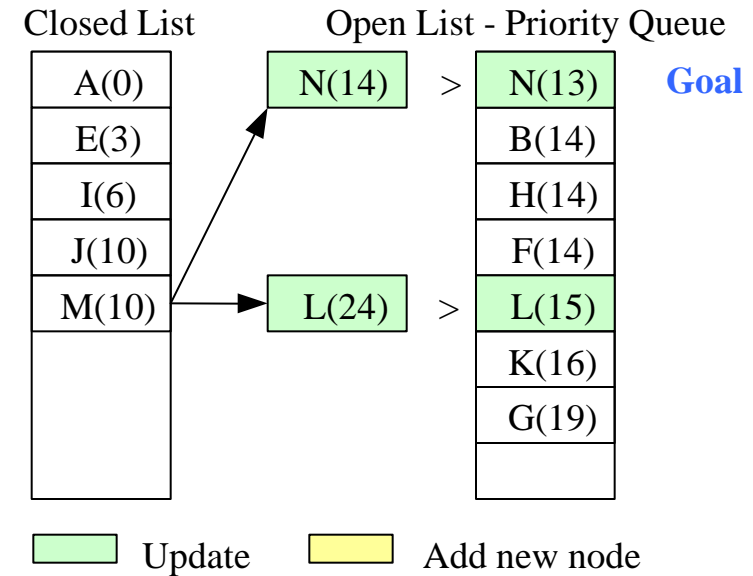 Closed List Open List - Priority Queue
A(0) N(14) > N(13) Goal
E(3) B(14)
I(6) H(14)
J(10) F(14)
M(10) L(24) > L(15)
K(16)
G(19)
Update Add new node